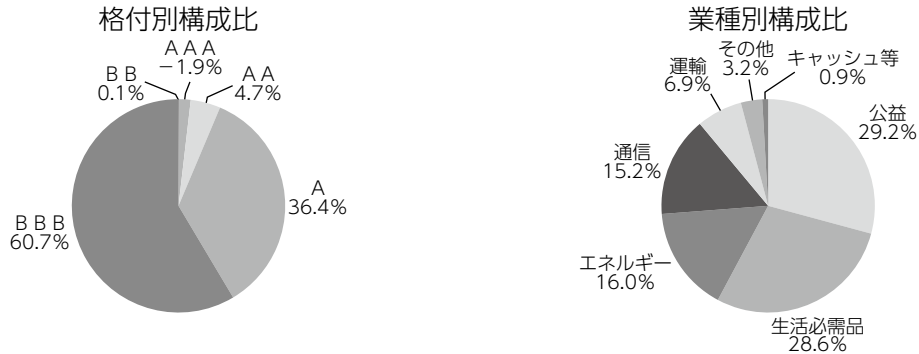 格付別構成比
AAA
−1.9%
BB
0.1%
AA
4.7%
A
36.4%
BBB
60.7%
業種別構成比
その他
3.2%
キャッシュ等
0.9%
運輸
6.9%
公益
29.2%
通信
15.2%
エネルギー
16.0%
生活必需品
28.6%